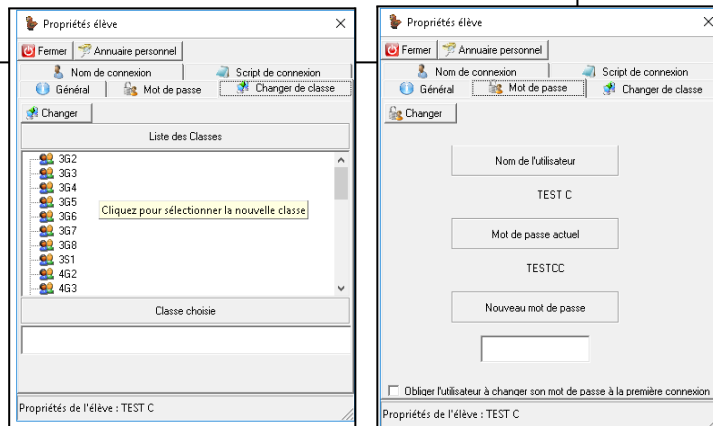 Propriétés élève
Fermer Annuaire personnel
Nom de connexion Script de connexion
Général Mot de passe Changer de classe
Changer
Liste des Classes
3G2
3G3
3G4
3G5
3G6
3G7
3G8
3S1
4G2
4G3
Cliquez pour sélectionner la nouvelle classe
Classe choisie
Propriétés de l'élève : TEST C
Propriétés élève
Fermer Annuaire personnel
Nom de connexion Script de connexion
Général Mot de passe Changer de classe
Changer
Nom de l'utilisateur
TEST C
Mot de passe actuel
TESTCC
Nouveau mot de passe
Obliger l'utilisateur à changer son mot de passe à la première connexion
Propriétés de l'élève : TEST C